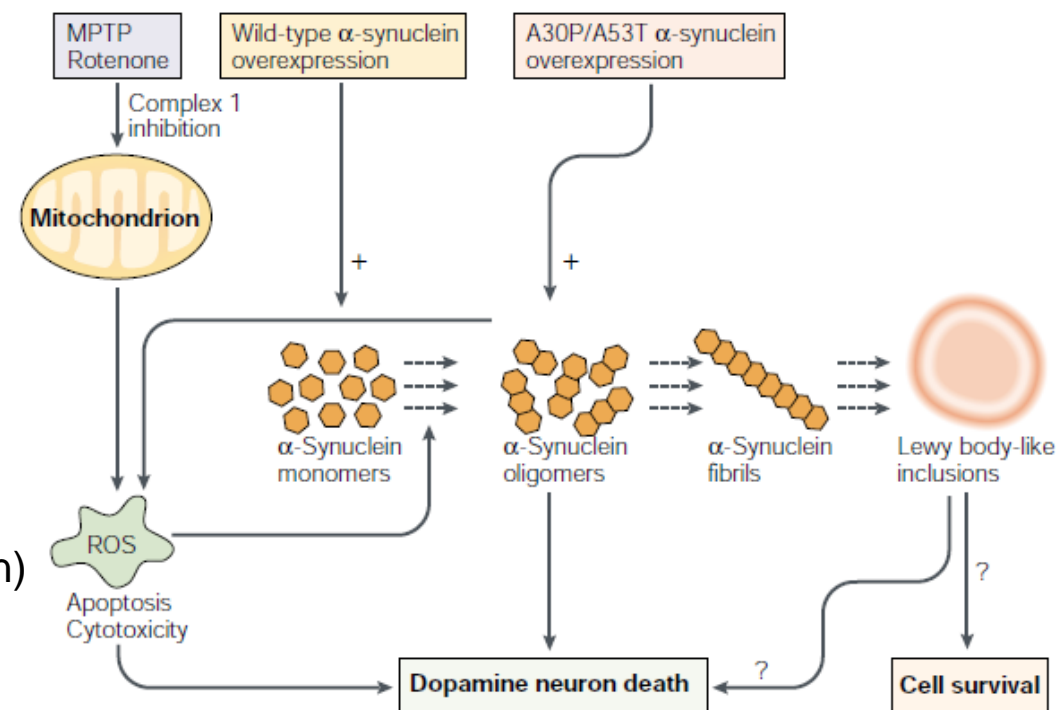 MPTP
Rotenone
Wild-type α-synuclein
overexpression
A30P/A53T α-synuclein
overexpression
Complex 1
inhibition
Mitochondrion
+
+
α-Synuclein
monomers
α-Synuclein
oligomers
α-Synuclein
fibrils
Lewy body-like
inclusions
ROS
n)
Apoptosis
Cytotoxicity
?
?
Dopamine neuron death
Cell survival